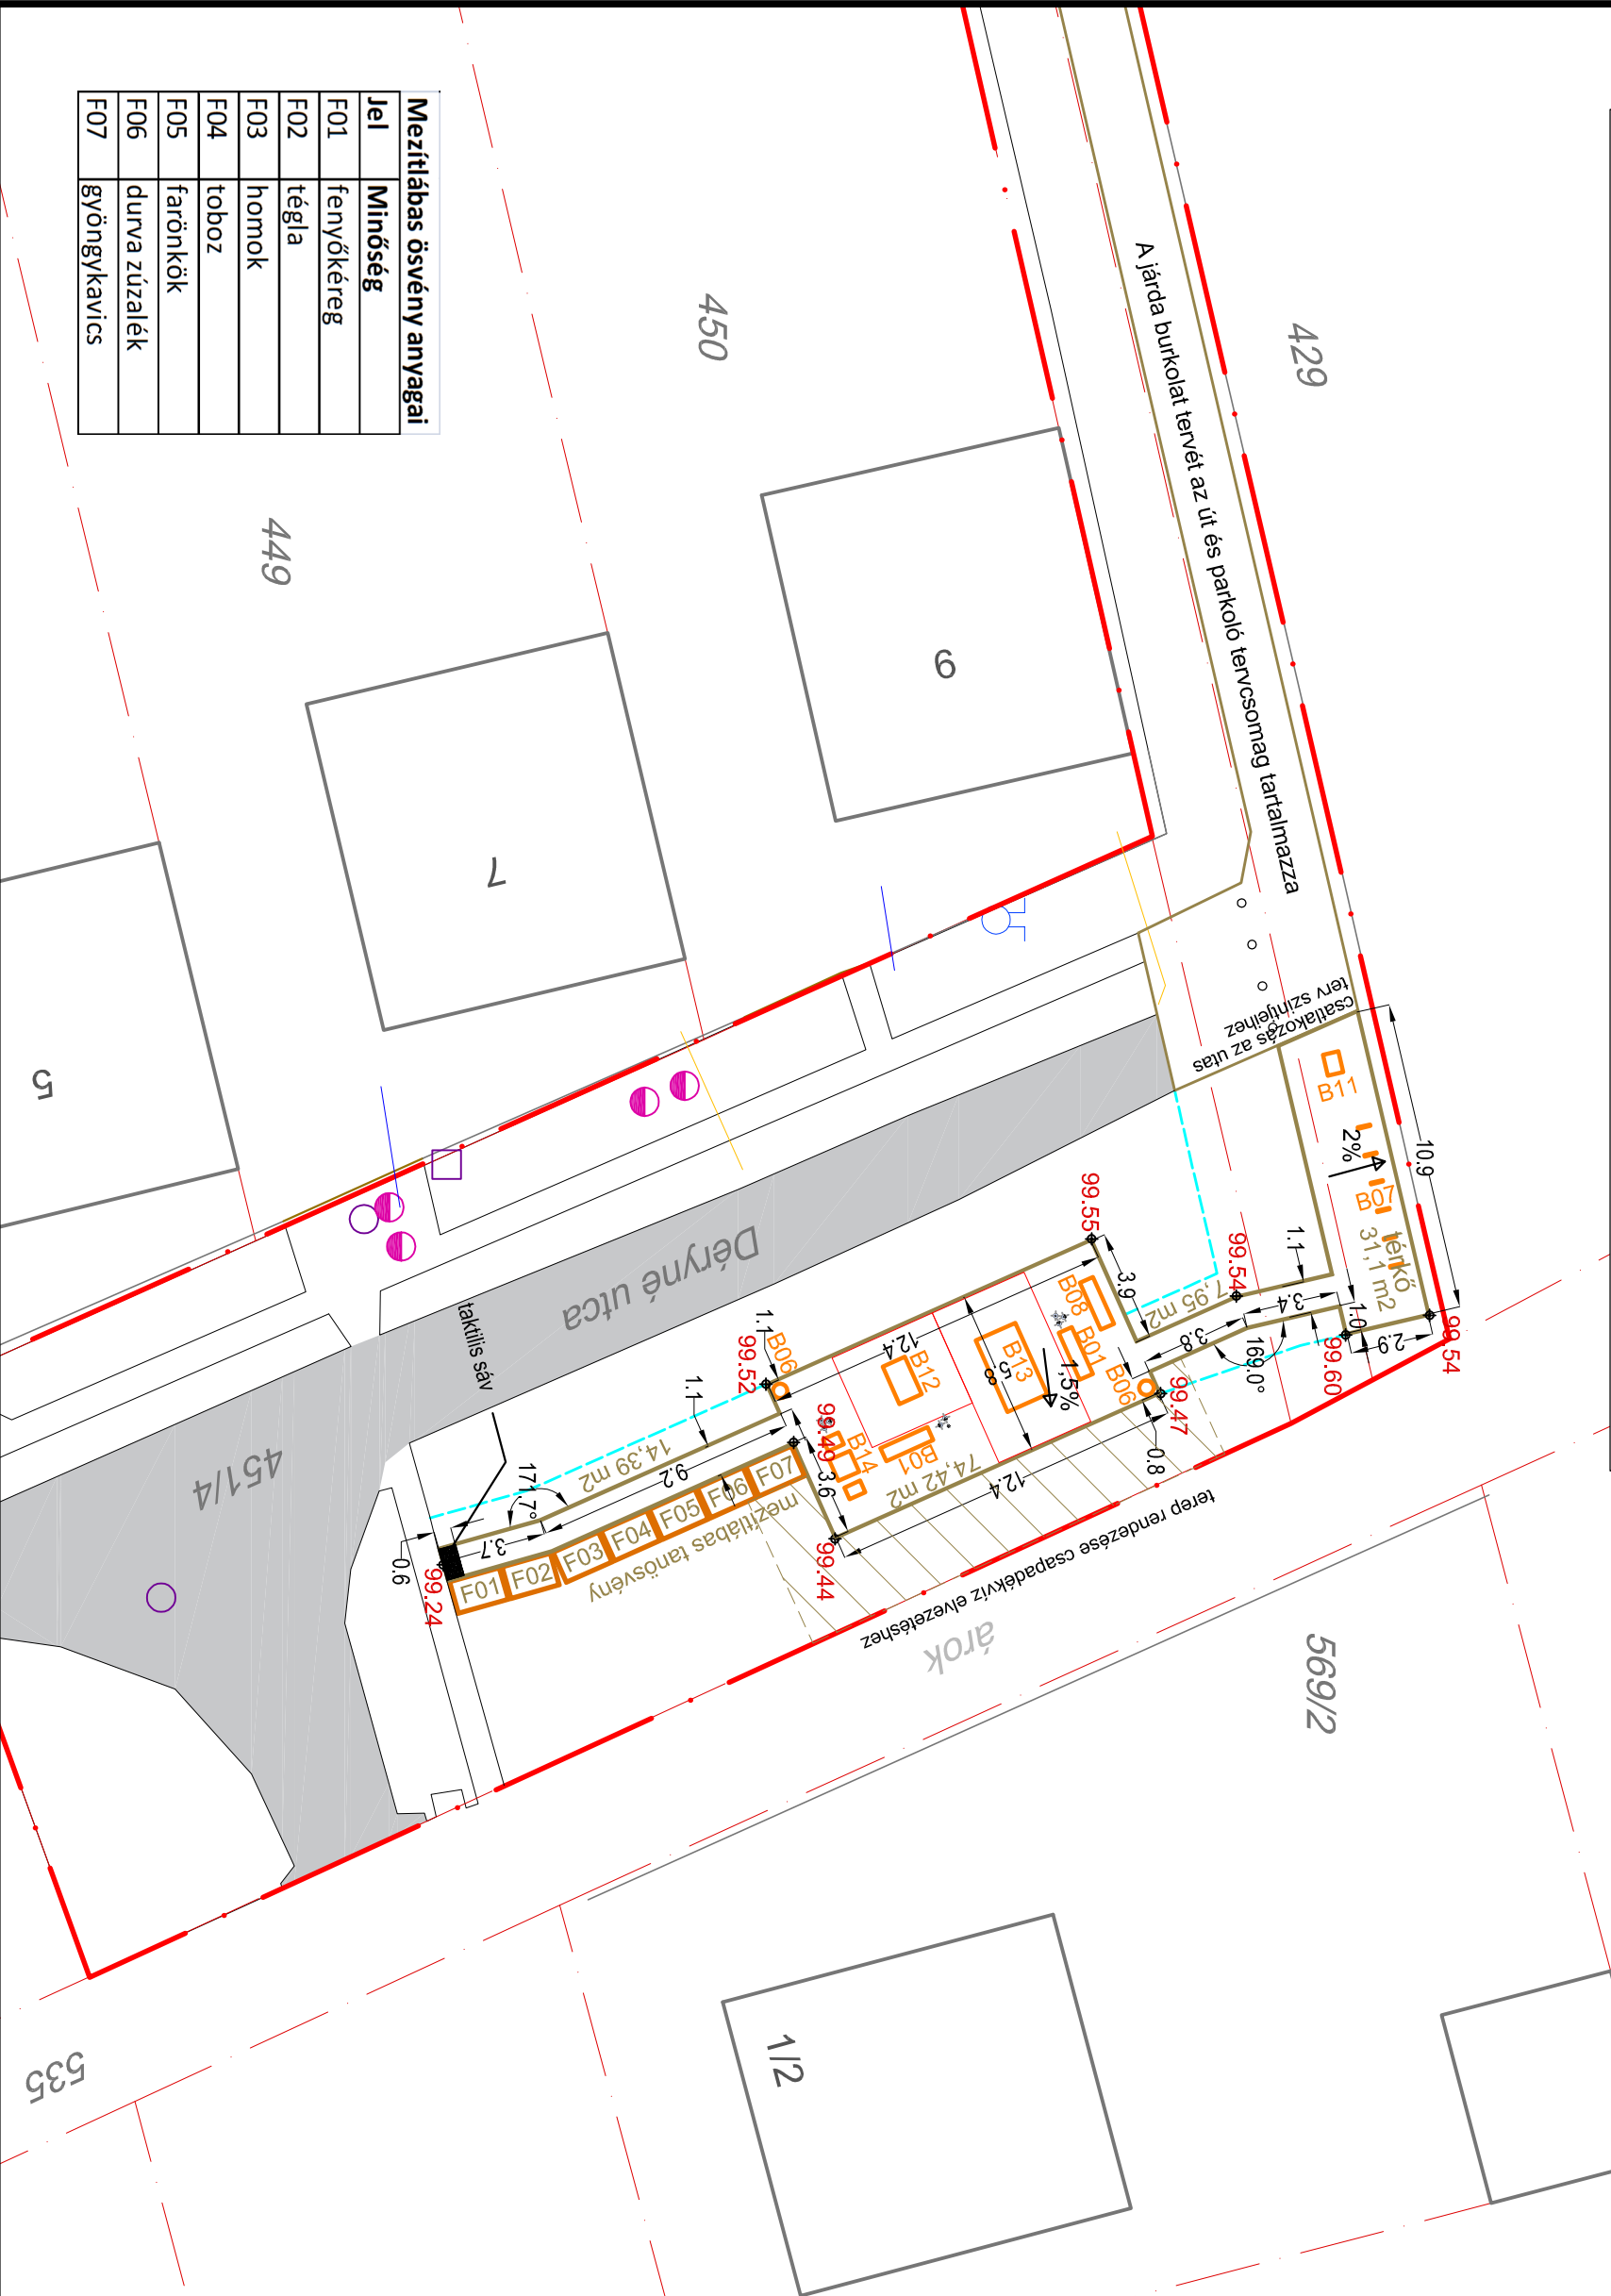 Mezítlábas ösvény anyagai
Jel Minőség
F01 fenyőkéreg
F02 tégla
F03 homok
F04 toboz
F05 farönkök
F06 durva zúzalék
F07 gyöngykavics
450
429
449
A járda burkolat tervét az út és parkoló tervcsomag tartalmazza
9
7
5
csatlakozás az utas
terv szintjeihez
B11
2%
10.9
B07
térkő
31,1 m2
99.55
3.9
99.54
1.1
7,95 m2
3.4
1.0
2.9
99.54
99.60
3.8
169.0°
B08
B01
B06
1,5%
99.47
0.8
12.4
B13
5.8
B12
B01
B14
74,42 m2
12.4
1.1
99.52
B06
99.49
3.6
99.44
Déryné utca
taktilis sáv
1.1
14,39 m2
9.2
171,7°
3.7
0.6
99.24
F01
F02
F03
F04
F05
F06
F07
mezítlábas tanösvény
terep rendezése csapadékvíz elvezetéshez
árok
451/4
569/2
535
1/2